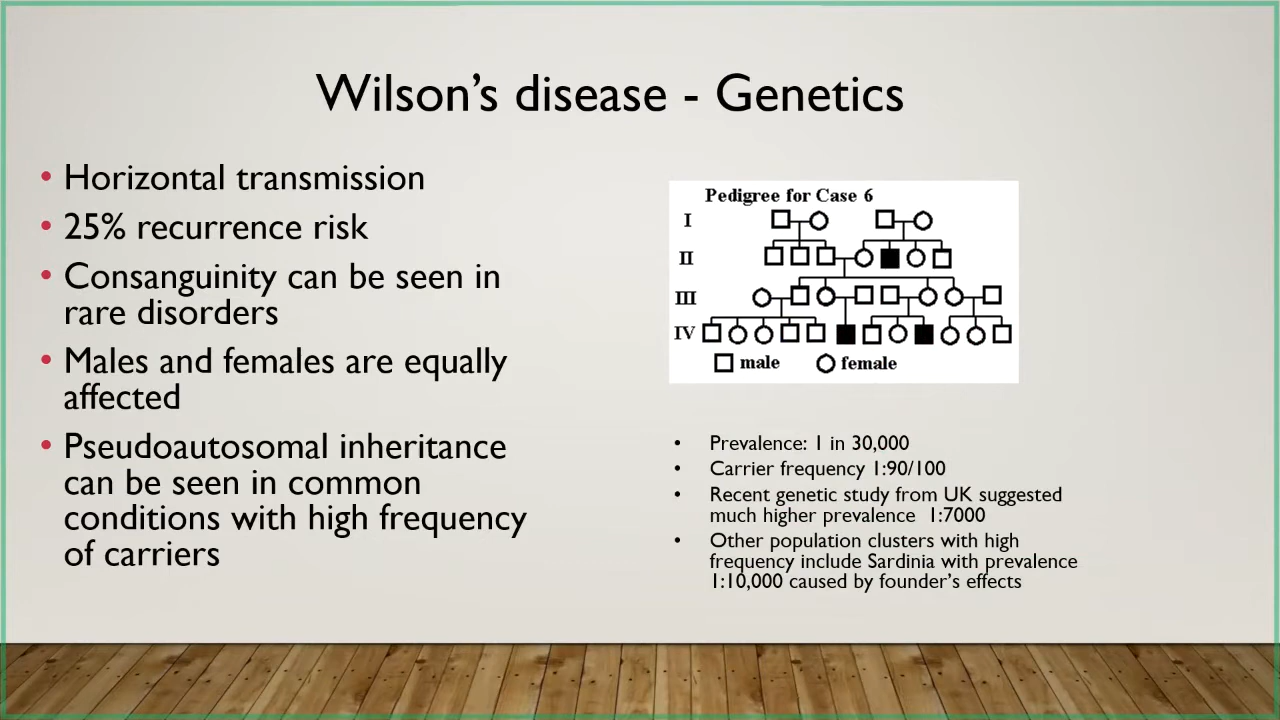 Wilson’s disease - Genetics
• Horizontal transmission
• 25% recurrence risk
• Consanguinity can be seen in
rare disorders
• Males and females are equally
affected
• Pseudoautosomal inheritance
can be seen in common
conditions with high frequency
of carriers
Pedigree for Case 6
I
II
III
IV
male
female
• Prevalence: 1 in 30,000
• Carrier frequency 1:90/100
• Recent genetic study from UK suggested
much higher prevalence 1:7000
• Other population clusters with high
frequency include Sardinia with prevalence
1:10,000 caused by founder’s effects